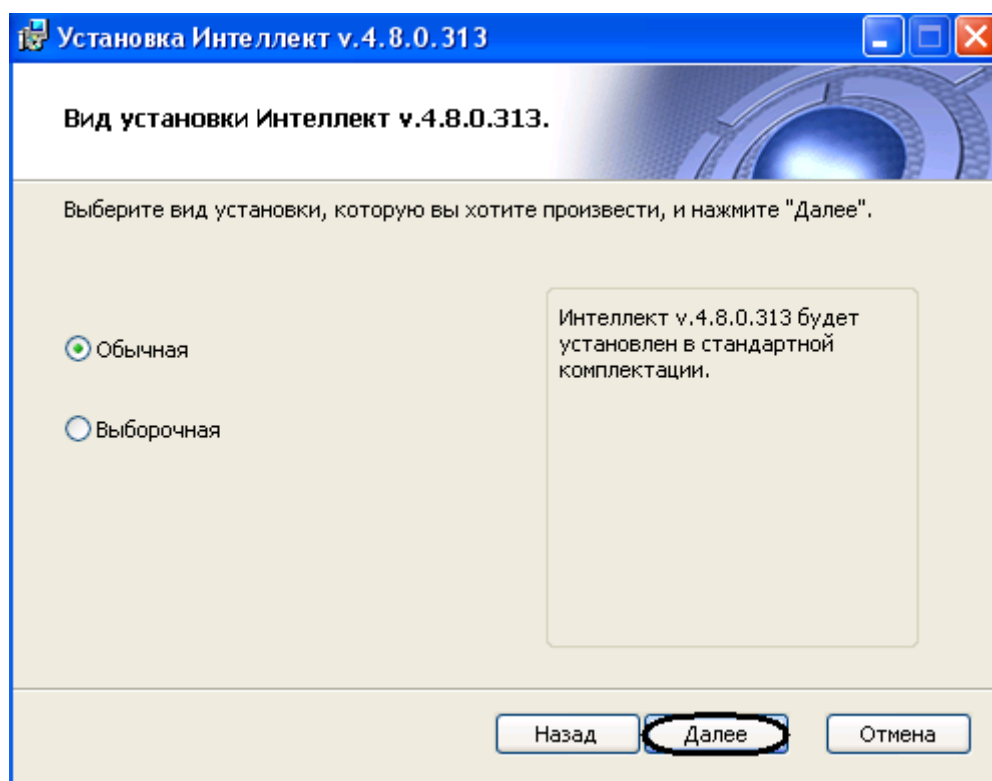 Установка Интеллект v.4.8.0.313
Вид установки Интеллект v.4.8.0.313.
Выберите вид установки, которую вы хотите произвести, и нажмите "Далее".
Обычная
Выборочная
Интеллект v.4.8.0.313 будет
установлен в стандартной
комплектации.
Назад
Далее
Отмена